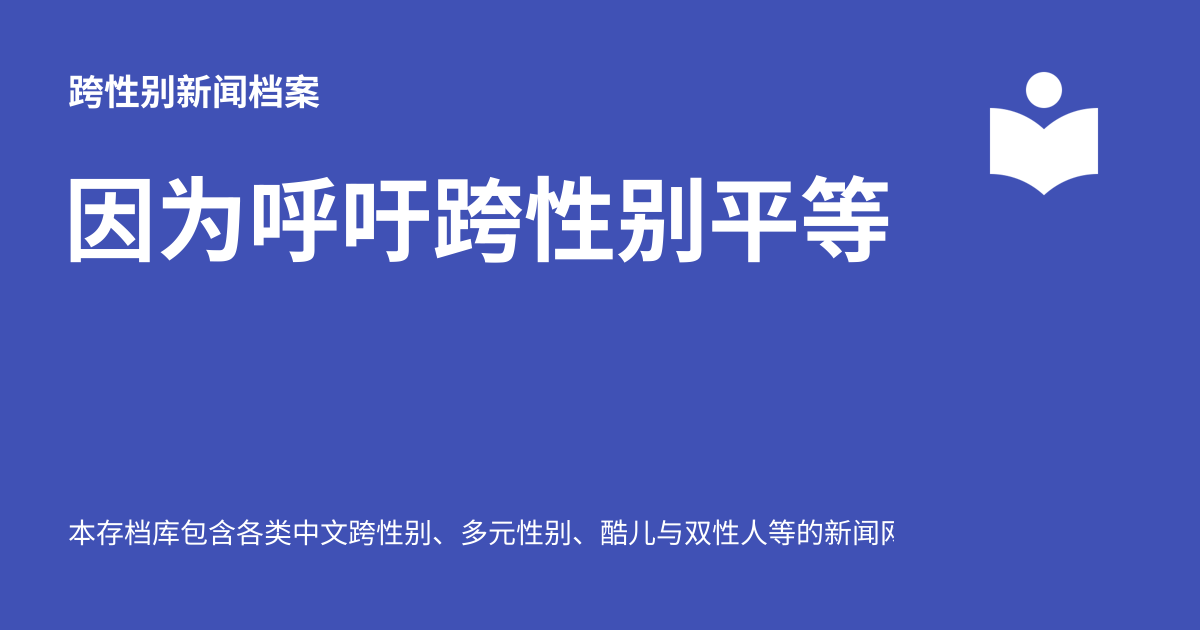 跨性别新闻档案
因为呼吁跨性别平等
本存档库包含各类中文跨性别、多元性别、酷儿与双性人等的新闻网